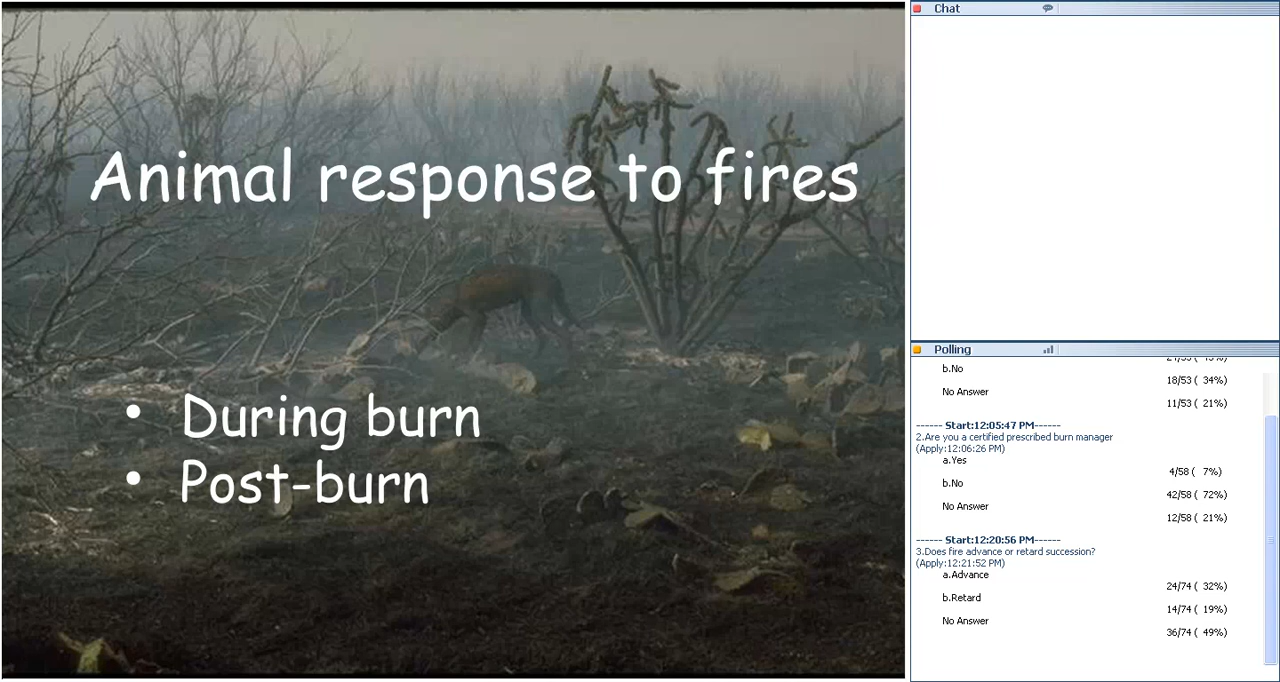 Animal response to fires
• During burn
• Post-burn
Chat
Polling
b.No
18/53 ( 34%)
No Answer
11/53 ( 21%)
------ Start:12:05:47 PM------
2.Are you a certified prescribed burn manager
(Apply:12:06:26 PM)
a.Yes
4/58 ( 7%)
b.No
42/58 ( 72%)
No Answer
12/58 ( 21%)
------ Start:12:20:56 PM------
3.Does fire advance or retard succession?
(Apply:12:21:52 PM)
a.Advance
24/74 ( 32%)
b.Retard
14/74 ( 19%)
No Answer
36/74 ( 49%)